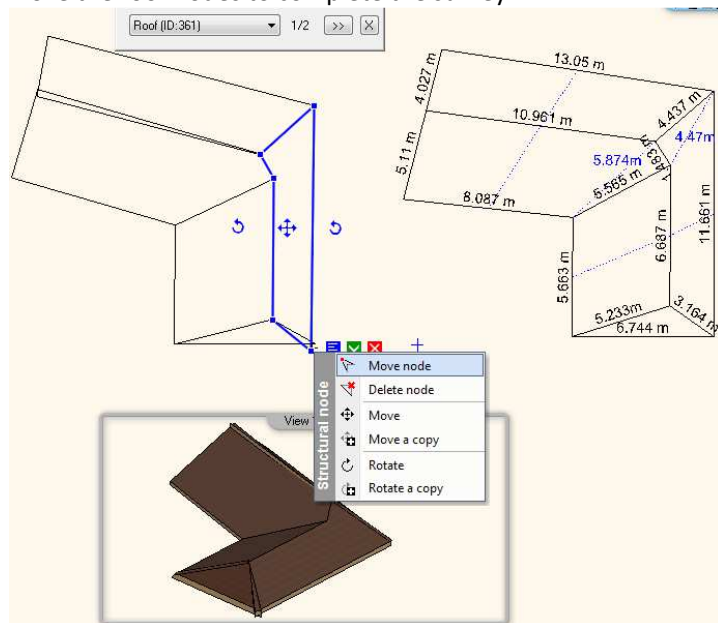 Roof (ID:361) 1/2 >>
13.05 m
4.027 m
10.961 m
4.437 m
4.47m
5.11 m
5.874m
5.565 m
8.087 m
6.687 m
11.661 m
5.663 m
5.233m
3.164 m
6.744 m
Move node
Delete node
Move
Move a copy
Rotate
Rotate a copy
Structural node
View